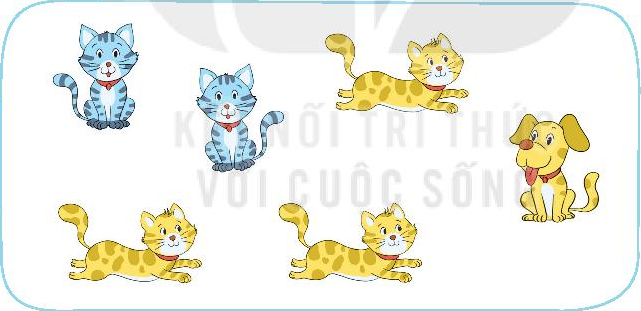 KẾT NỐI TRI THỨC
VỚI CUỘC SỐNG